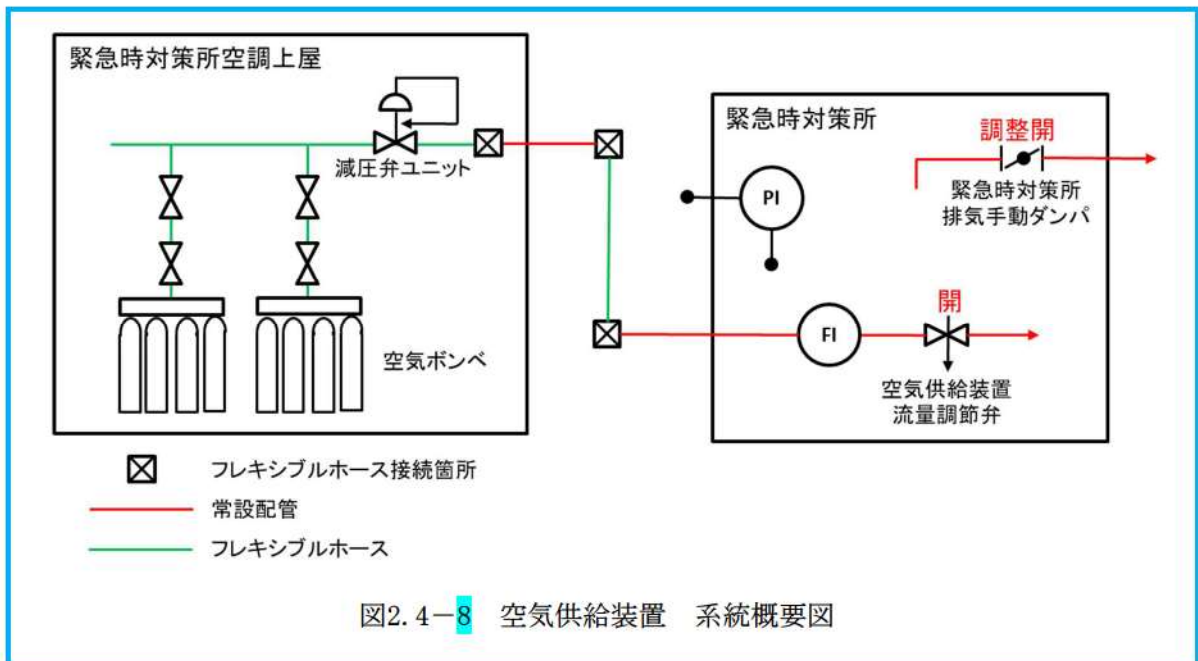 緊急時対策所空調上屋
減圧弁ユニット
空気ボンベ
緊急時対策所
調整開
緊急時対策所
排気手動ダンパ
PI
開
FI
空気供給装置
流量調節弁
フレキシブルホース接続箇所
常設配管
フレキシブルホース
図2.4-8 空気供給装置 系統概要図